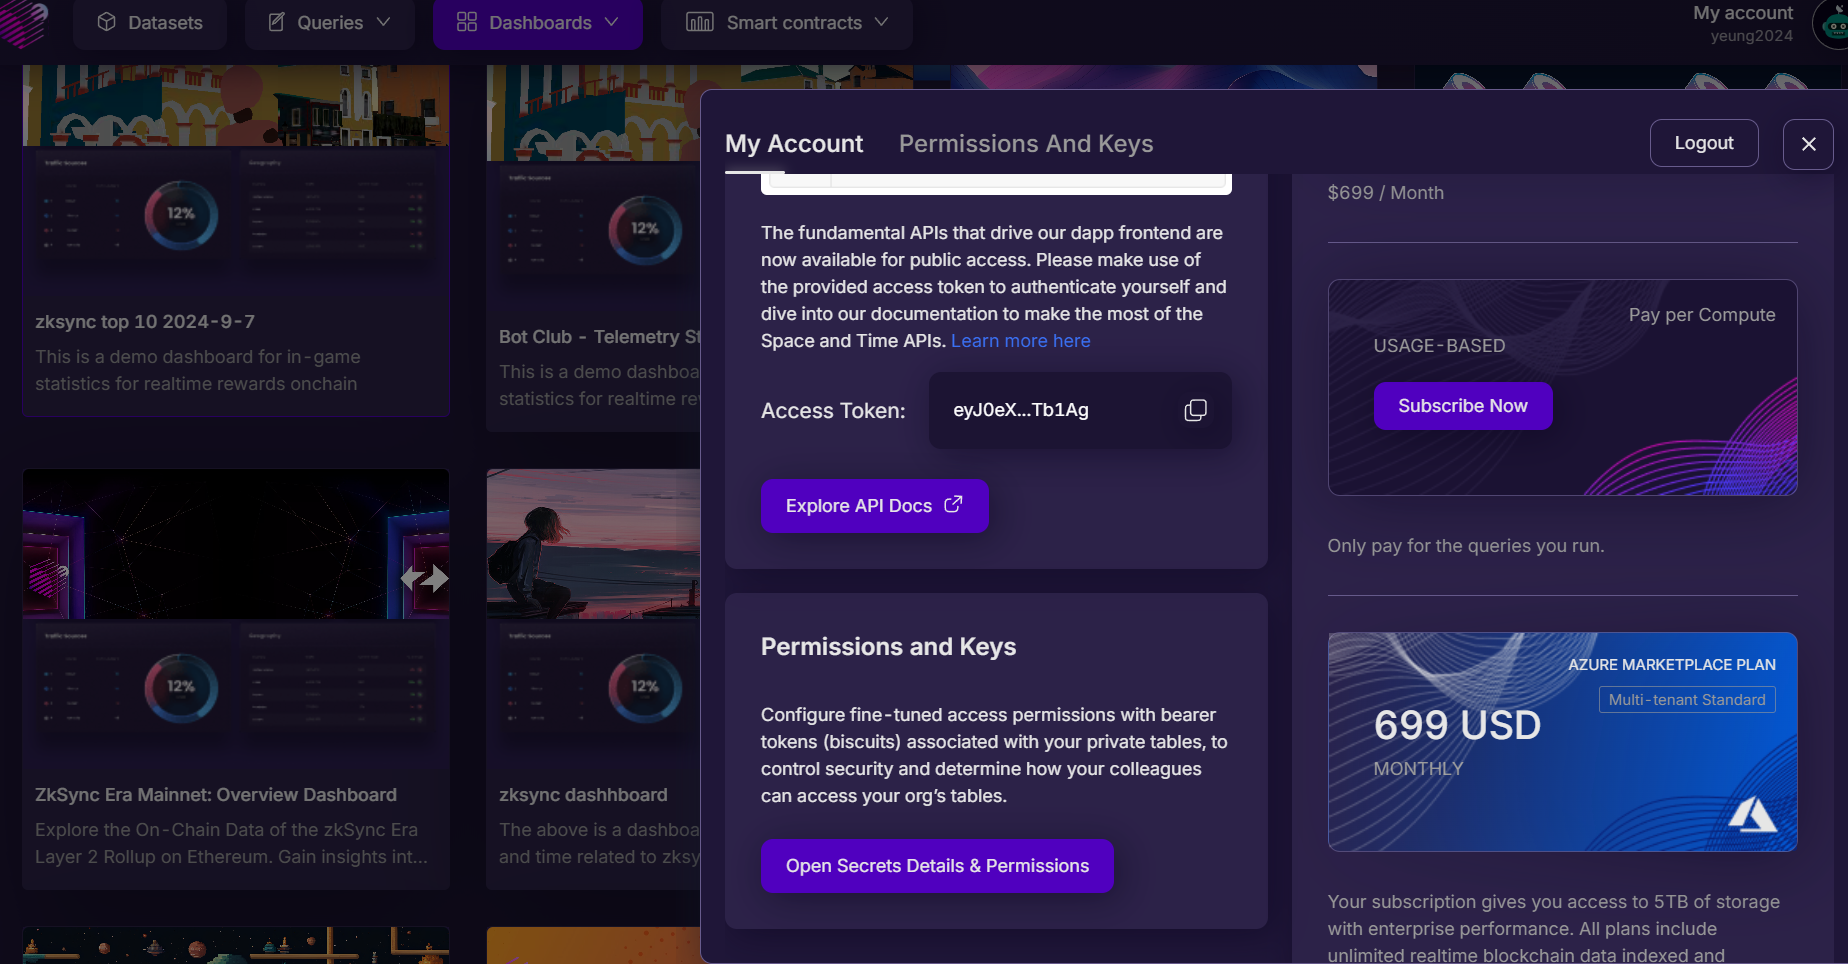 Datasets
Queries
Dashboards
Smart contracts
My account
yeung2024
My Account
Permissions And Keys
Logout
12%
zksync top 10 2024-9-7
This is a demo dashboard for in-game
statistics for realtime rewards onchain
12%
Bot Club - Telemetry St
This is a demo dashboa
statistics for realtime re
The fundamental APIs that drive our dapp frontend are
now available for public access. Please make use of
the provided access token to authenticate yourself and
dive into our documentation to make the most of the
Space and Time APIs. Learn more here
Access Token:
eyJ0eX...Tb1Ag
Explore API Docs
$699 / Month
Pay per Compute
USAGE-BASED
Subscribe Now
Only pay for the queries you run.
12%
ZkSync Era Mainnet: Overview Dashboard
Explore the On-Chain Data of the zkSync Era
Layer 2 Rollup on Ethereum. Gain insights int...
12%
zksync dashhboard
The above is a dashboa
and time related to zksy
Permissions and Keys
Configure fine-tuned access permissions with bearer
tokens (biscuits) associated with your private tables, to
control security and determine how your colleagues
can access your org's tables.
Open Secrets Details & Permissions
AZURE MARKETPLACE PLAN
Multi-tenant Standard
699 USD
MONTHLY
Your subscription gives you access to 5TB of storage
with enterprise performance. All plans include
unlimited realtime blockchain data indexed and